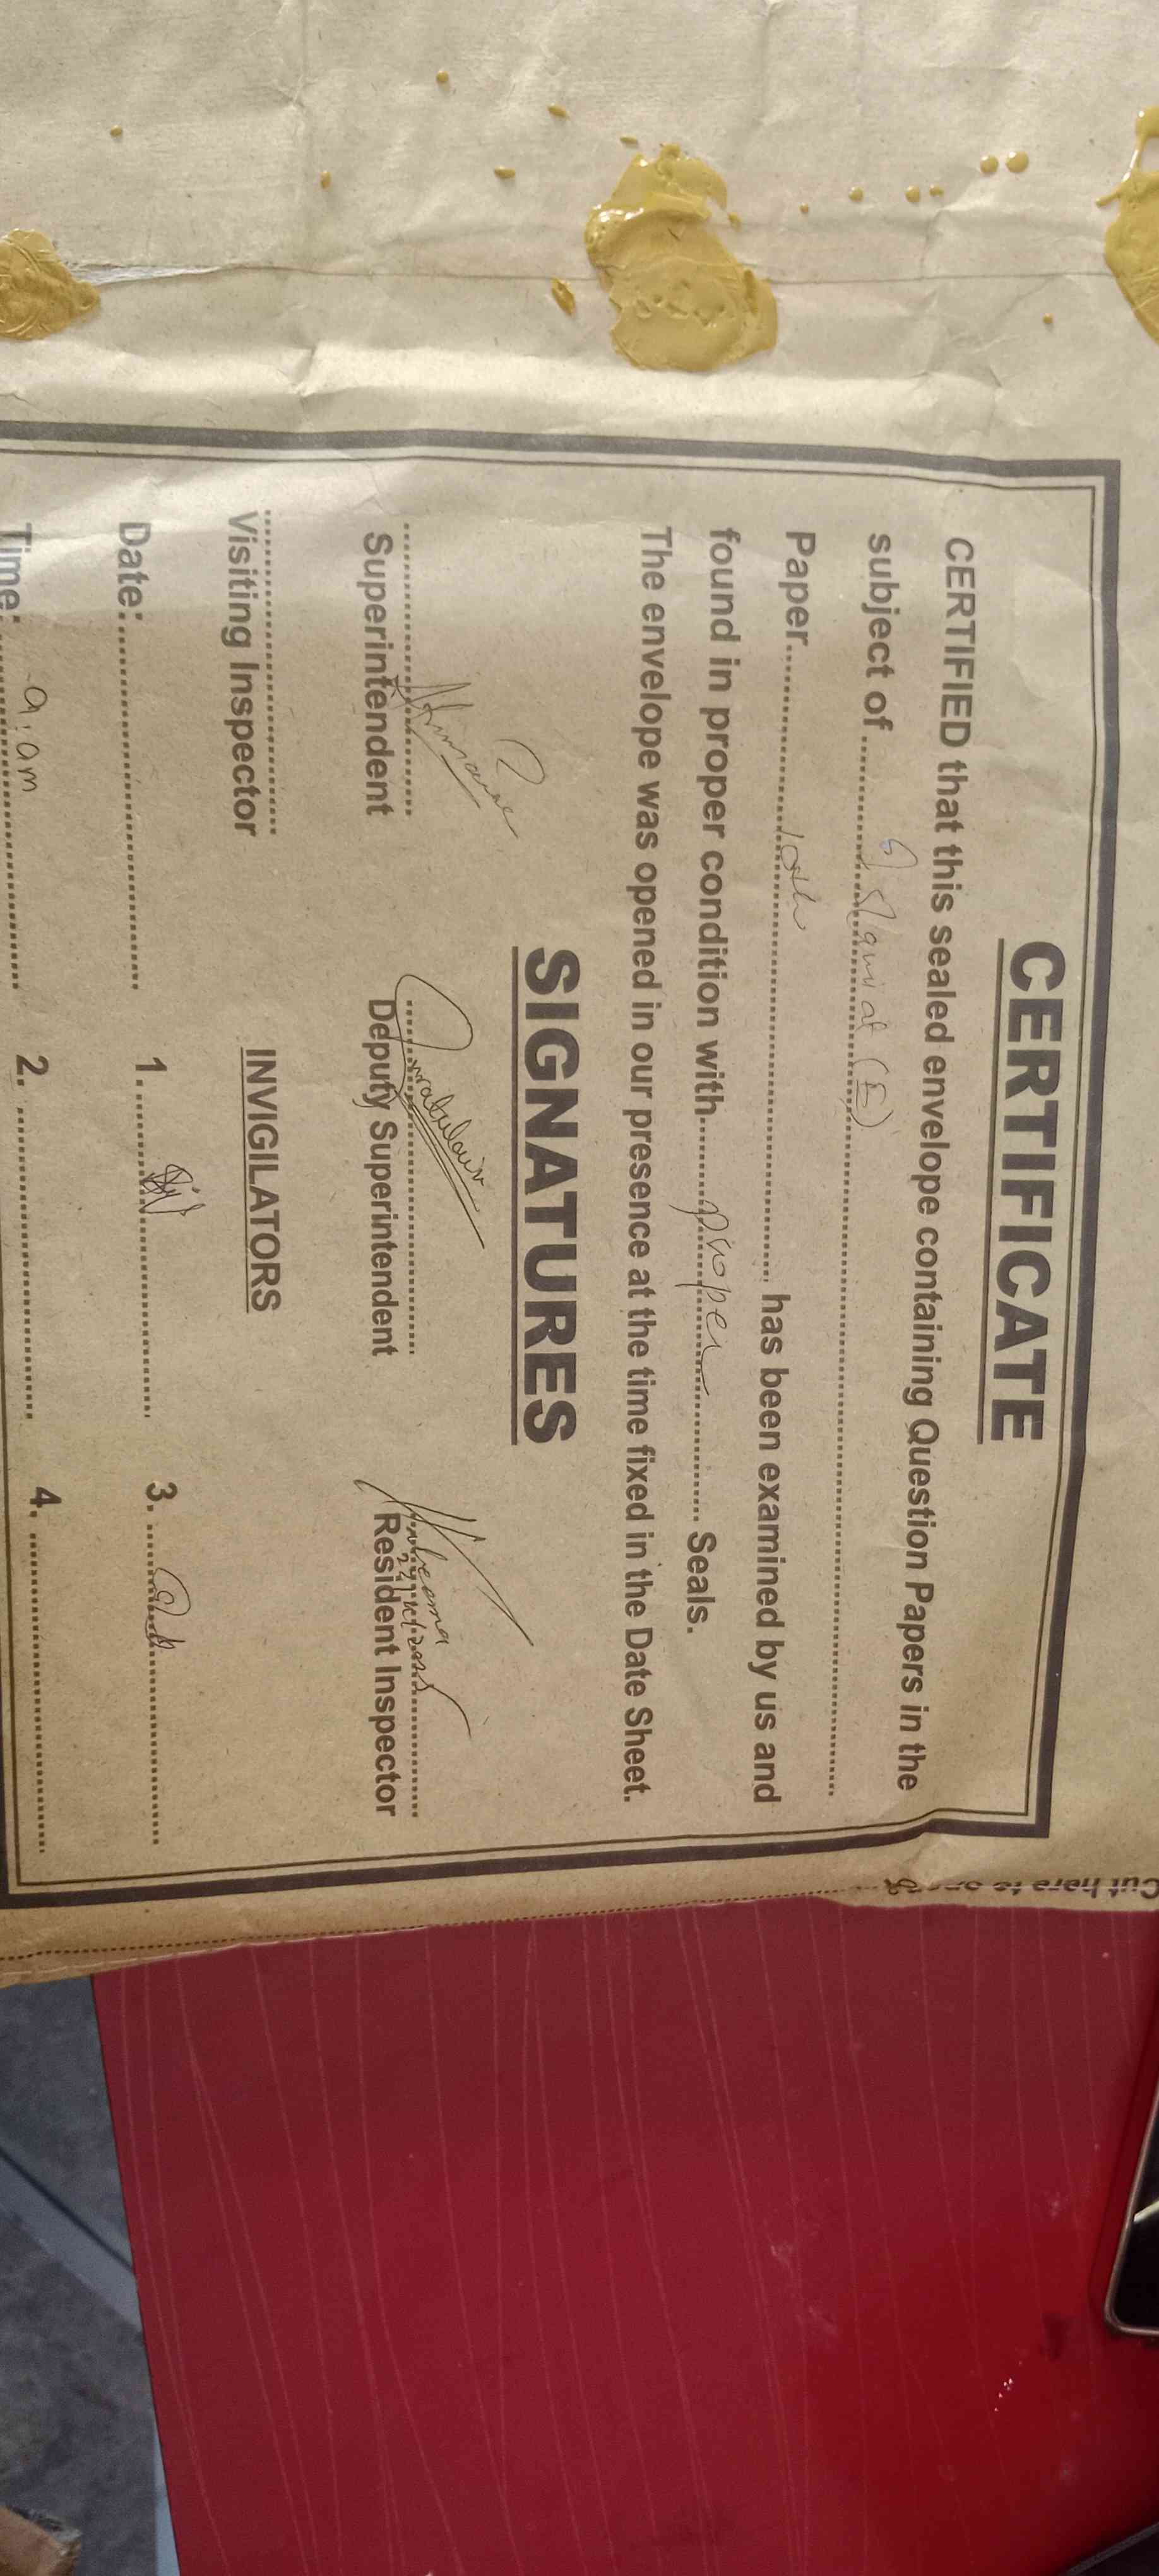 CERTIFICATE
CERTIFIED that this sealed envelope containing Question Papers in the
subject of Islamiat (E)
Paper 10th has been examined by us and
found in proper condition with proper Seals.
The envelope was opened in our presence at the time fixed in the Date Sheet.
SIGNATURES
Superintendent Deputy Superintendent Resident Inspector
Visiting Inspector INVIGILATORS
Date: 1. 3.
Time: 2. 4.
Cut here to